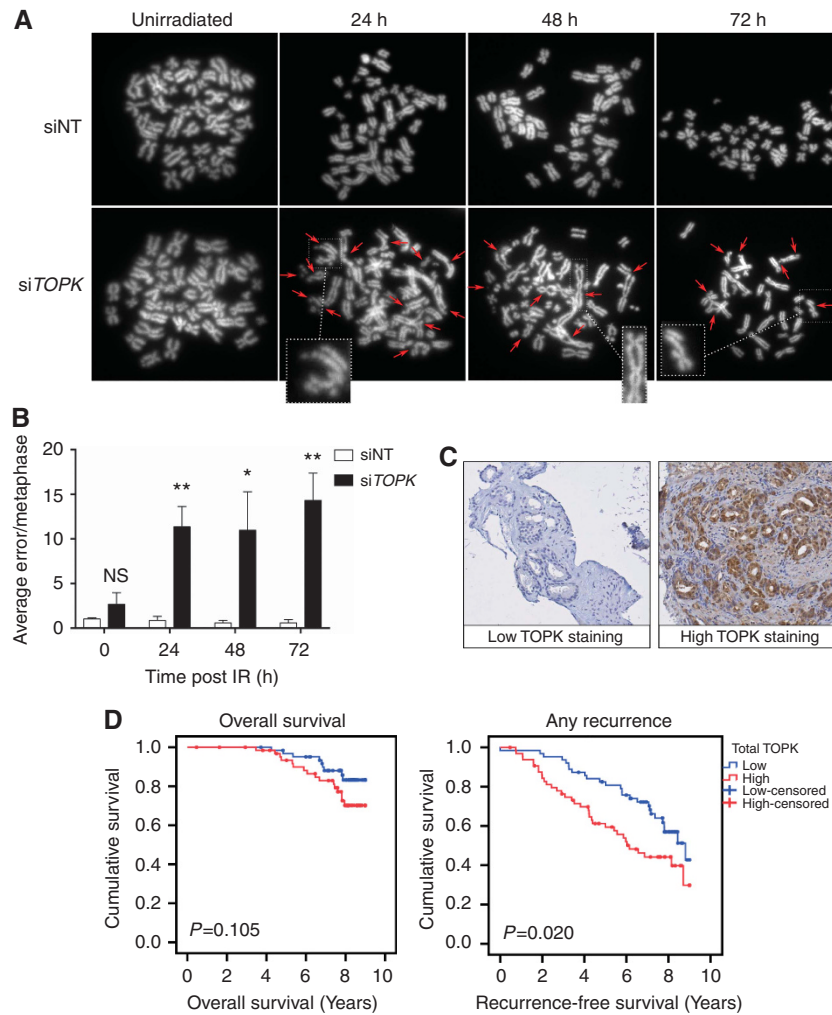 A
Unirradiated 24 h 48 h 72 h
siNT
siTOPK
B
20
15
10
5
0
Average error/metaphase
siNT
siTOPK
NS
**
*
**
0 24 48 72
Time post IR (h)
C
Low TOPK staining
High TOPK staining
D
Overall survival
1.0
0.8
0.6
0.4
0.2
0.0
Cumulative survival
P=0.105
0 2 4 6 8 10
Overall survival (Years)
Any recurrence
1.0
0.8
0.6
0.4
0.2
0.0
Cumulative survival
P=0.020
0 2 4 6 8 10
Recurrence-free survival (Years)
Total TOPK
Low
High
Low-censored
High-censored